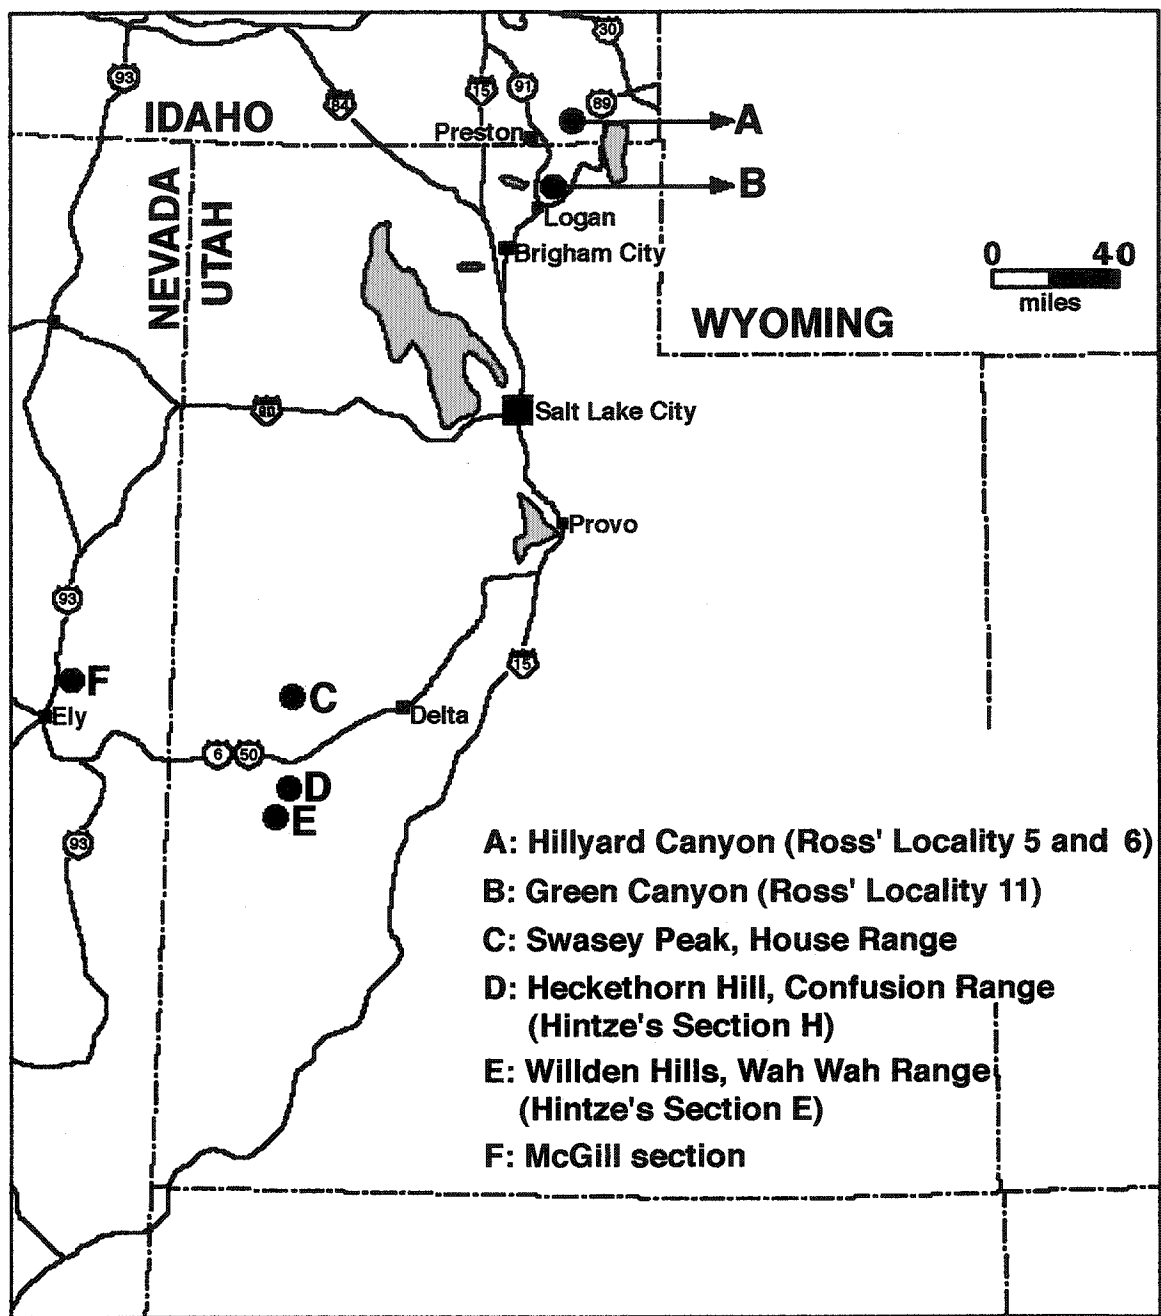 30
93
84
15
91
89
IDAHO
A
Preston
B
NEVADA
UTAH
Logan
Brigham City
0 40
miles
WYOMING
Salt Lake City
Provo
93
15
F
C
Ely
Delta
6 50
D
E
93
A: Hillyard Canyon (Ross' Locality 5 and 6)
B: Green Canyon (Ross' Locality 11)
C: Swasey Peak, House Range
D: Heckethorn Hill, Confusion Range
(Hintze's Section H)
E: Willden Hills, Wah Wah Range
(Hintze's Section E)
F: McGill section